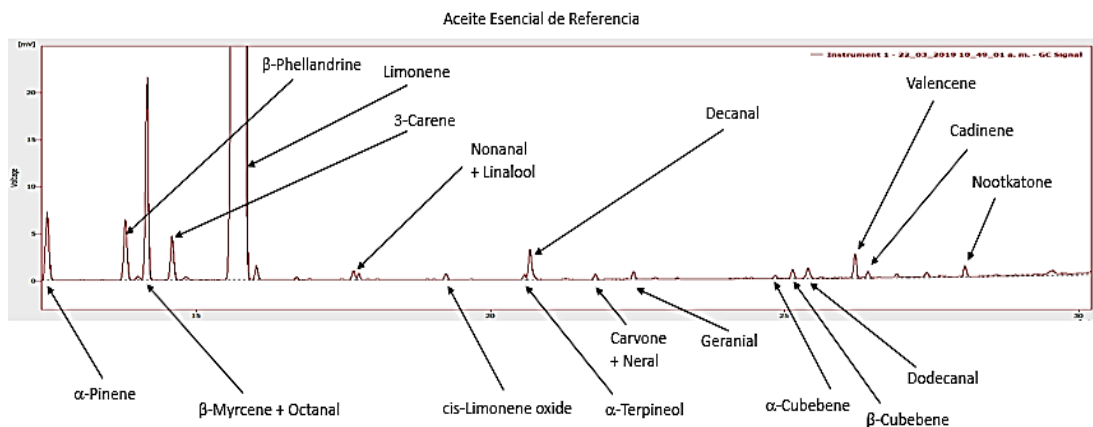 Aceite Esencial de Referencia
[mV]
Instrument 1 - 22_03_2019 10_49_01 a. m. - GC Signal
β-Phellandrine
Limonene
3-Carene
Nonanal
+ Linalool
Decanal
Valencene
Cadinene
Nootkatone
Voltage
20
15
10
5
0
15
20
25
30
α-Pinene
β-Myrcene + Octanal
cis-Limonene oxide
α-Terpineol
Carvone
+ Neral
Geranial
α-Cubebene
β-Cubebene
Dodecanal